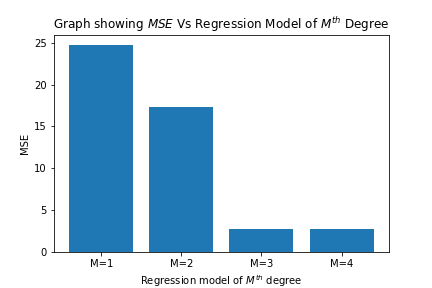 Graph showing MSE Vs Regression Model of Mᵗʰ Degree
25
20
15
10
5
0
MSE
M=1 M=2 M=3 M=4
Regression model of Mᵗʰ degree